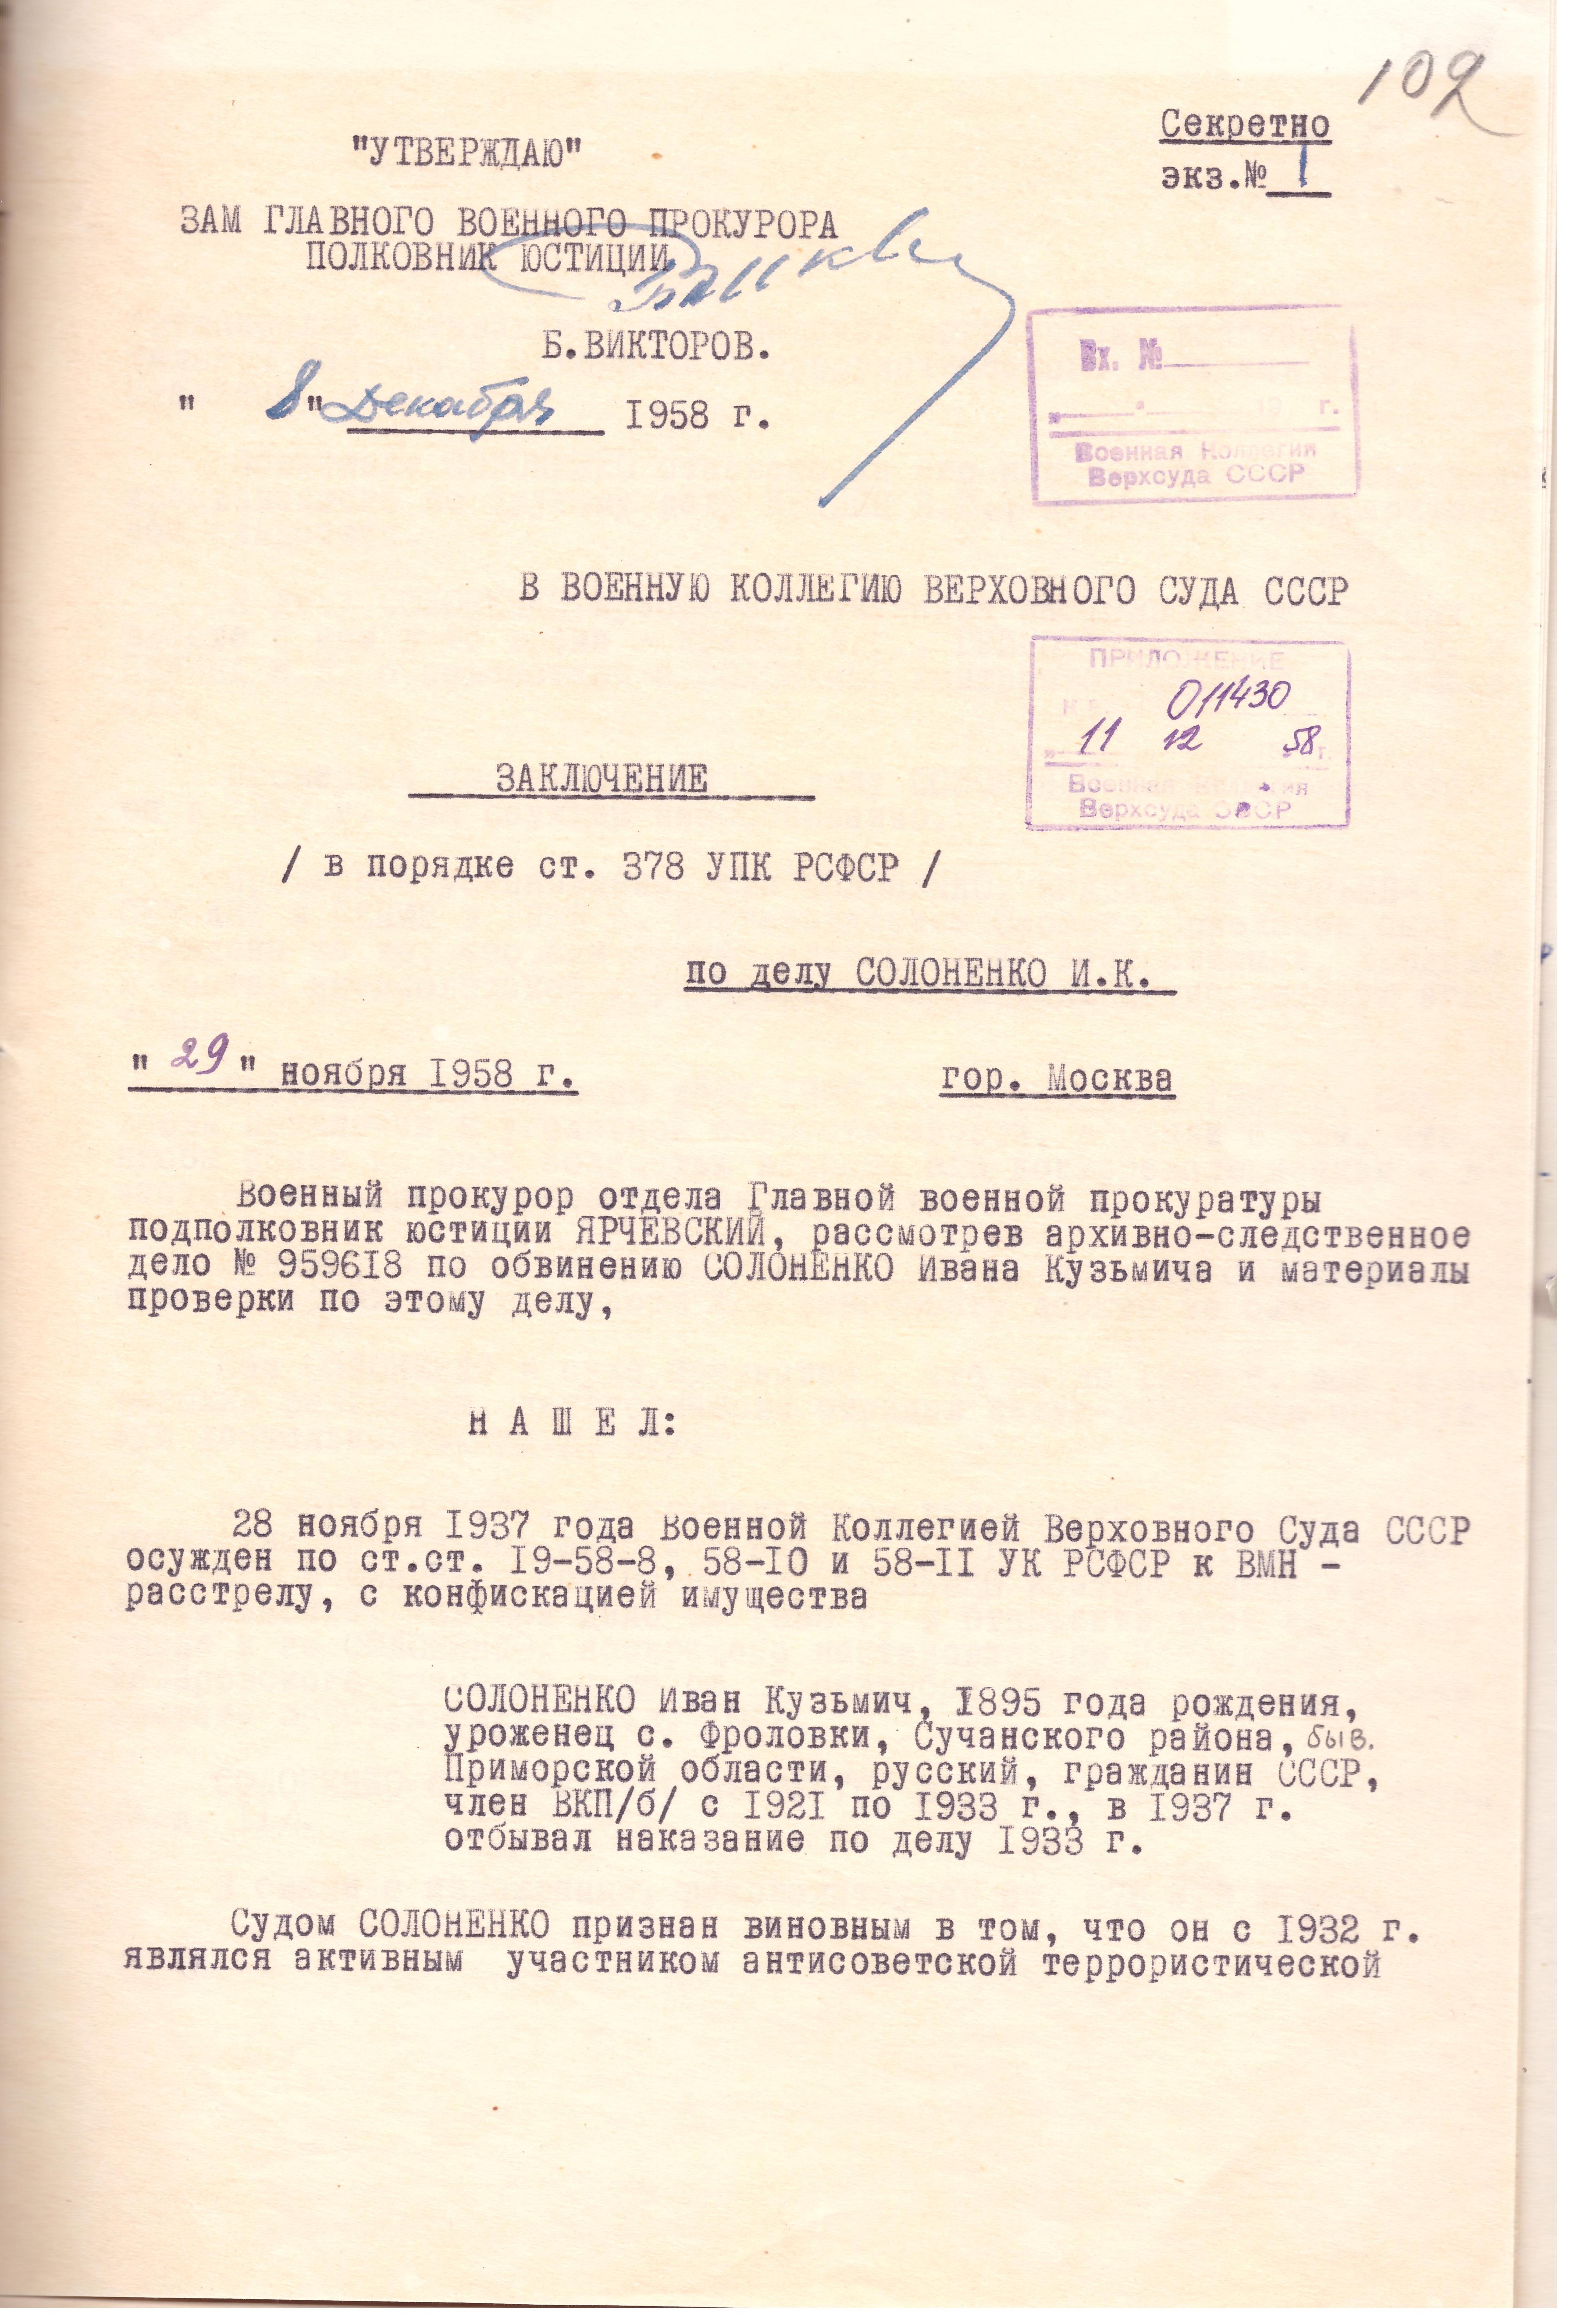 102
Секретно
экз.№ 1
"УТВЕРЖДАЮ"
ЗАМ ГЛАВНОГО ВОЕННОГО ПРОКУРОРА
ПОЛКОВНИК ЮСТИЦИИ
Б.ВИКТОРОВ.
" 8 " декабря 1958 г.
Вх. №
" " 19 г.
Военная Коллегия
Верхсуда СССР
В ВОЕННУЮ КОЛЛЕГИЮ ВЕРХОВНОГО СУДА СССР
ПРИЛОЖЕНИЕ
011430
" 11 12 58 г.
Военная Коллегия
Верхсуда СССР
ЗАКЛЮЧЕНИЕ
/ в порядке ст. 378 УПК РСФСР /
по делу СОЛОНЕНКО И.К.
" 29 " ноября 1958 г. гор. Москва
Военный прокурор отдела Главной военной прокуратуры
подполковник юстиции ЯРЧЕВСКИЙ, рассмотрев архивно-следственное
дело № 959618 по обвинению СОЛОНЕНКО Ивана Кузьмича и материалы
проверки по этому делу,
Н А Ш Е Л:
28 ноября 1937 года Военной Коллегией Верховного Суда СССР
осужден по ст.ст. 19-58-8, 58-10 и 58-11 УК РСФСР к ВМН -
расстрелу, с конфискацией имущества
СОЛОНЕНКО Иван Кузьмич, 1895 года рождения,
уроженец с. Фроловки, Сучанского района, быв.
Приморской области, русский, гражданин СССР,
член ВКП/б/ с 1921 по 1933 г., в 1937 г.
отбывал наказание по делу 1933 г.
Судом СОЛОНЕНКО признан виновным в том, что он с 1932 г.
являлся активным участником антисоветской террористической